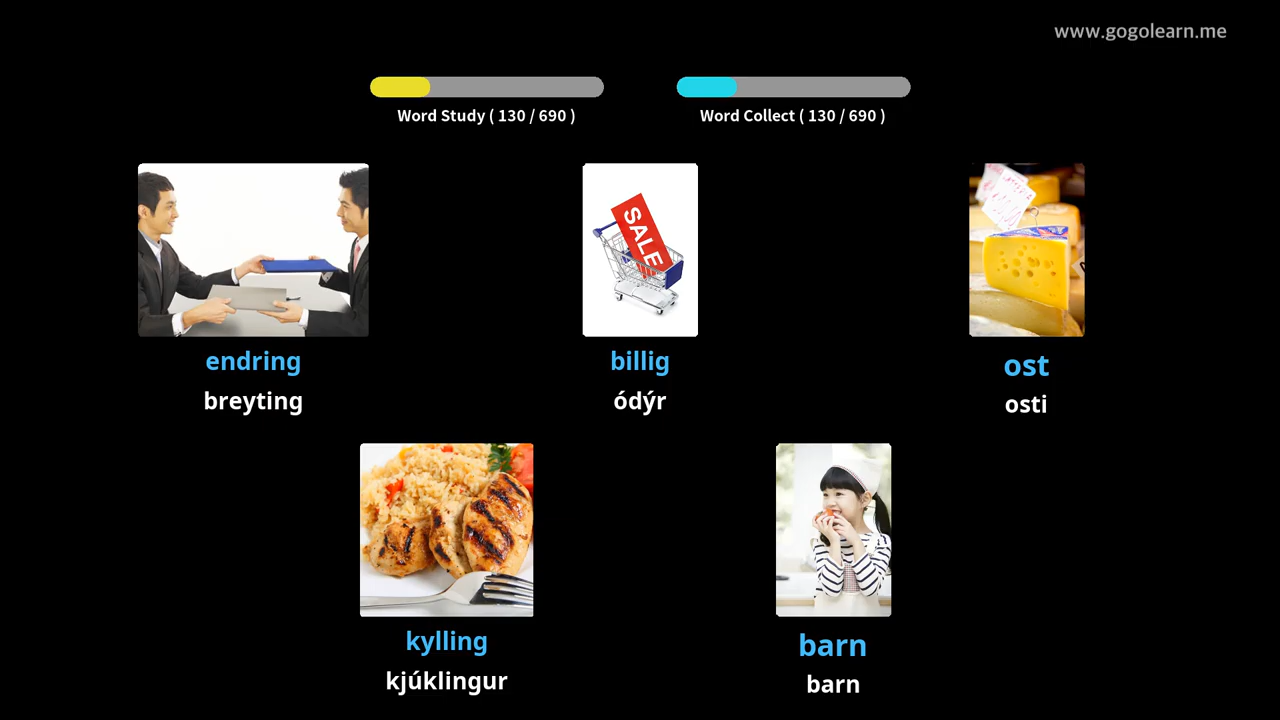 www.gogolearn.me
Word Study ( 130 / 690 )
Word Collect ( 130 / 690 )
SALE
endring
breyting
billig
ódýr
ost
osti
kylling
kjúklingur
barn
barn